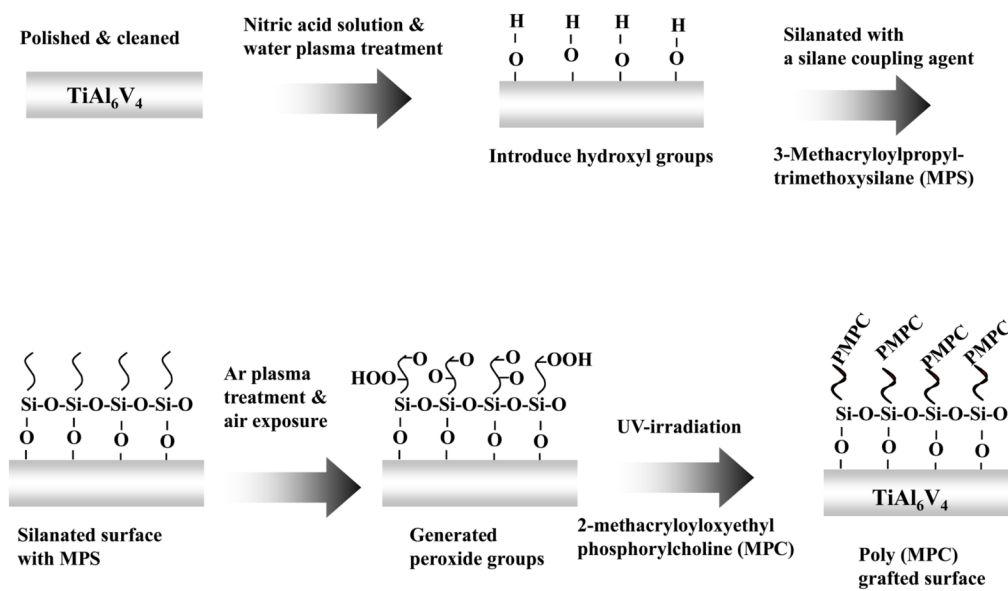 Polished & cleaned
TiAl6V4
Nitric acid solution &
water plasma treatment
H H H H
O O O O
Introduce hydroxyl groups
Silanated with
a silane coupling agent
3-Methacryloylpropyl-
trimethoxysilane (MPS)
Si-O-Si-O-Si-O-Si-O
O O O O
Silanated surface
with MPS
Ar plasma
treatment &
air exposure
O O O OOH
HOO O O
Si-O-Si-O-Si-O-Si-O
O O O O
Generated
peroxide groups
UV-irradiation
2-methacryloyloxyethyl
phosphorylcholine (MPC)
PMPC PMPC PMPC PMPC
Si-O-Si-O-Si-O-Si-O
O O O O
TiAl6V4
Poly (MPC)
grafted surface